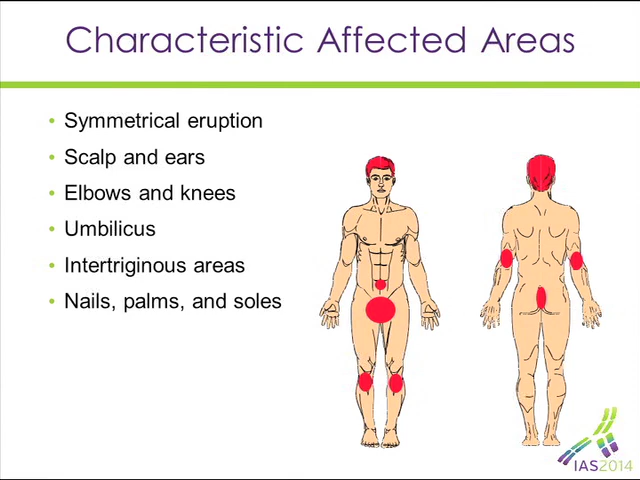 Characteristic Affected Areas
• Symmetrical eruption
• Scalp and ears
• Elbows and knees
• Umbilicus
• Intertriginous areas
• Nails, palms, and soles
IAS2014